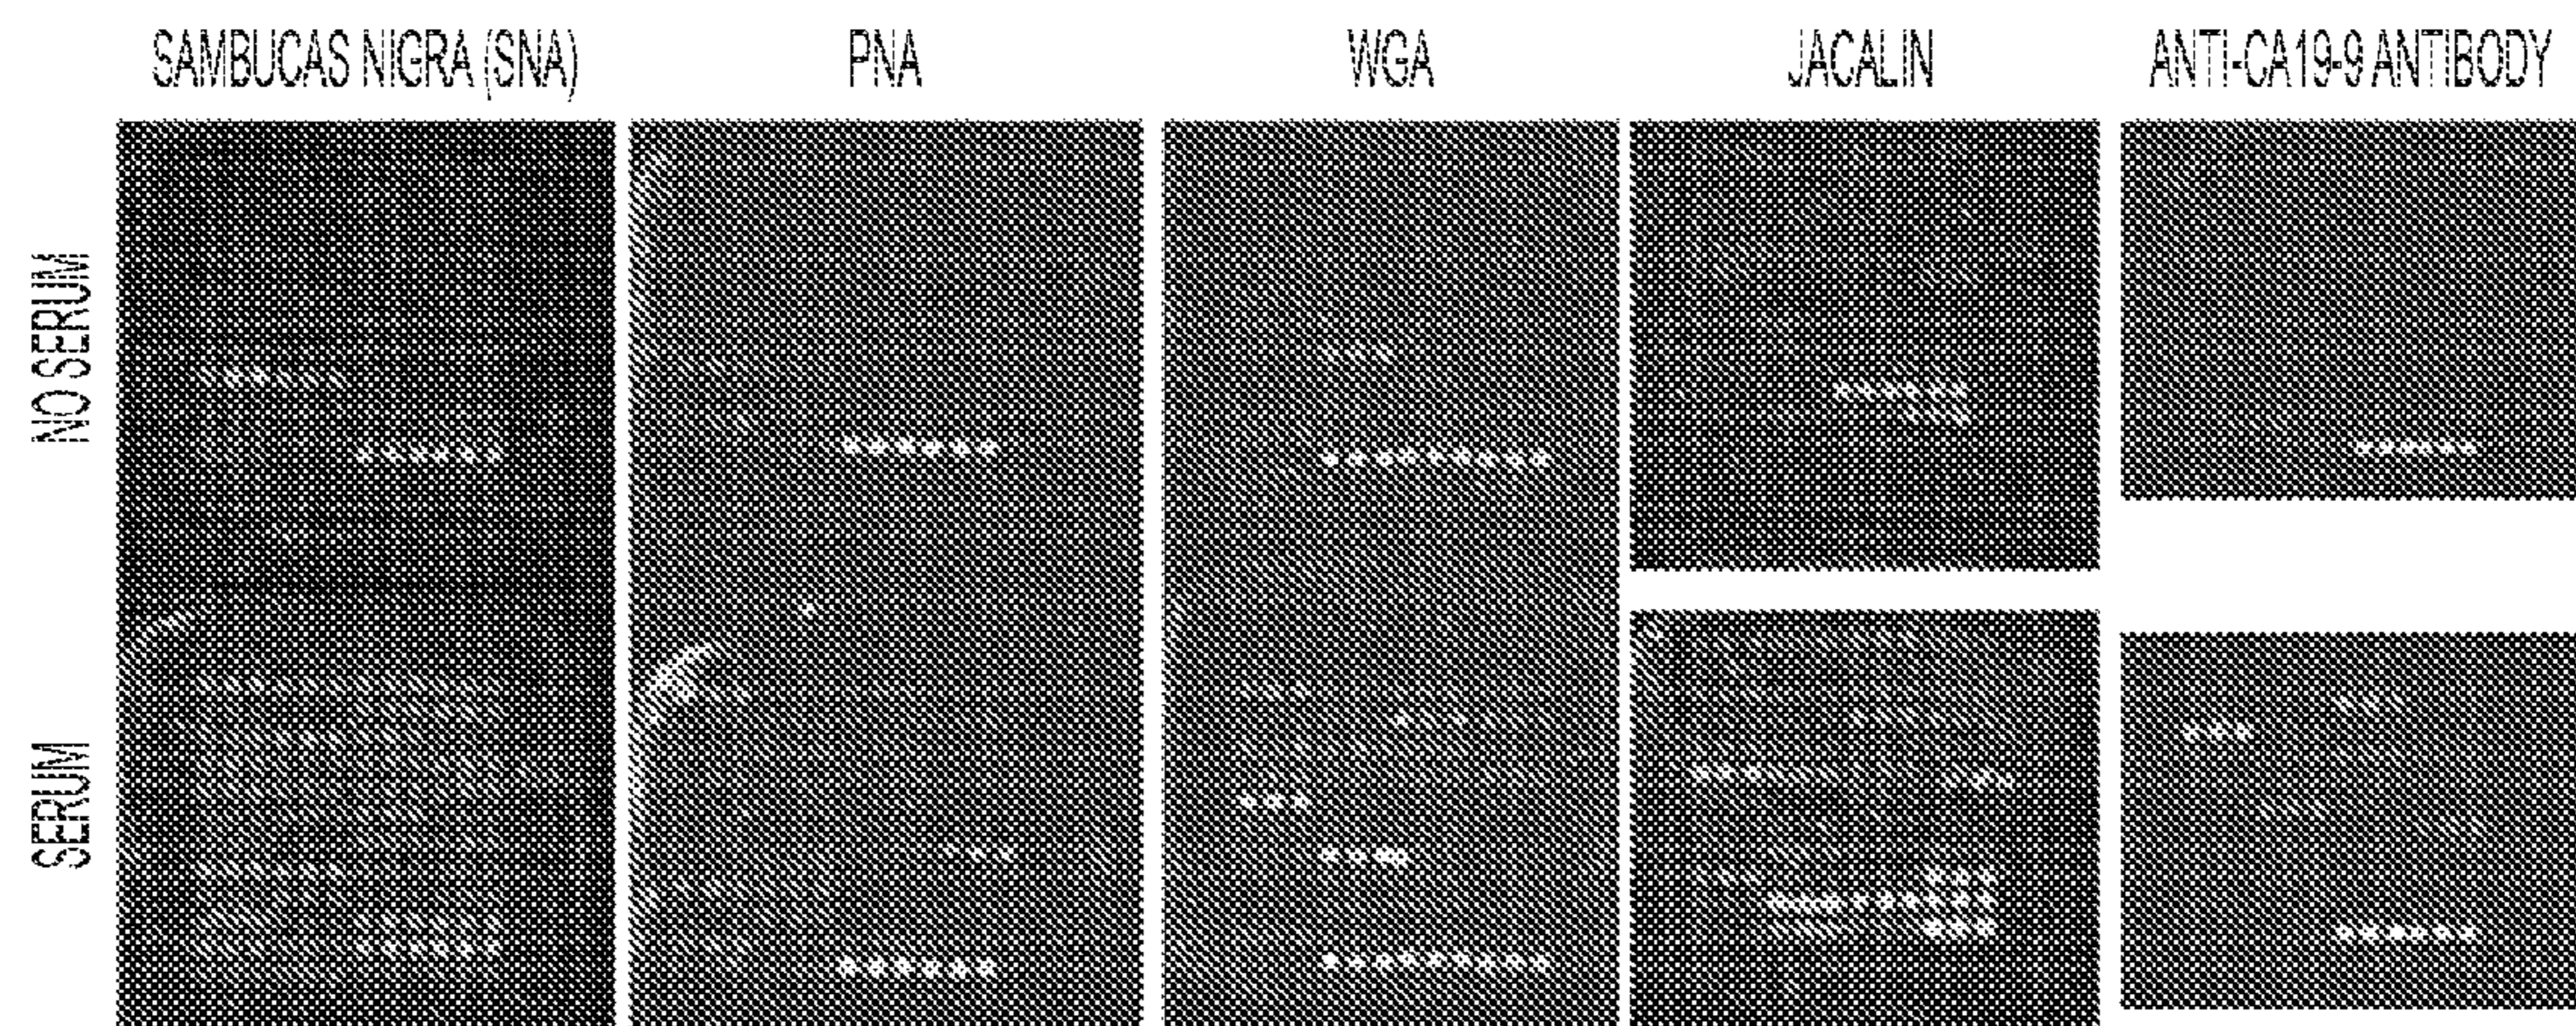 SAMBUCAS NIGRA (SNA)
PNA
WGA
JACALIN
ANTI-CA19-9 ANTIBODY
NO SERUM
SERUM